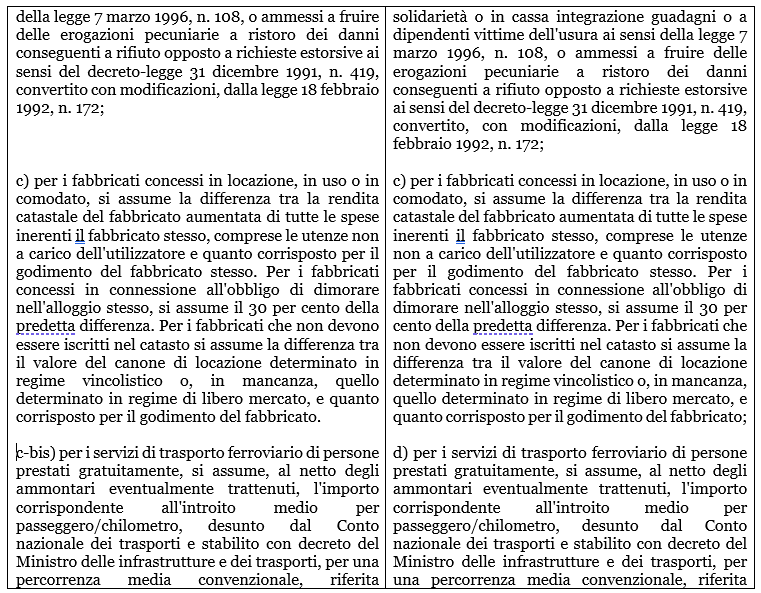 della legge 7 marzo 1996, n. 108, o ammessi a fruire
delle erogazioni pecuniarie a ristoro dei danni
conseguenti a rifiuto opposto a richieste estorsive ai
sensi del decreto-legge 31 dicembre 1991, n. 419,
convertito con modificazioni, dalla legge 18 febbraio
1992, n. 172;
c) per i fabbricati concessi in locazione, in uso o in
comodato, si assume la differenza tra la rendita
catastale del fabbricato aumentata di tutte le spese
inerenti il fabbricato stesso, comprese le utenze non
a carico dell'utilizzatore e quanto corrisposto per il
godimento del fabbricato stesso. Per i fabbricati
concessi in connessione all'obbligo di dimorare
nell'alloggio stesso, si assume il 30 per cento della
predetta differenza. Per i fabbricati che non devono
essere iscritti nel catasto si assume la differenza tra
il valore del canone di locazione determinato in
regime vincolistico o, in mancanza, quello
determinato in regime di libero mercato, e quanto
corrisposto per il godimento del fabbricato.
c-bis) per i servizi di trasporto ferroviario di persone
prestati gratuitamente, si assume, al netto degli
ammontari eventualmente trattenuti, l'importo
corrispondente all'introito medio per
passeggero/chilometro, desunto dal Conto
nazionale dei trasporti e stabilito con decreto del
Ministro delle infrastrutture e dei trasporti, per una
percorrenza media convenzionale, riferita
solidarietà o in cassa integrazione guadagni o a
dipendenti vittime dell'usura ai sensi della legge 7
marzo 1996, n. 108, o ammessi a fruire delle
erogazioni pecuniarie a ristoro dei danni
conseguenti a rifiuto opposto a richieste estorsive
ai sensi del decreto-legge 31 dicembre 1991, n. 419,
convertito, con modificazioni, dalla legge 18
febbraio 1992, n. 172;
c) per i fabbricati concessi in locazione, in uso o in
comodato, si assume la differenza tra la rendita
catastale del fabbricato aumentata di tutte le spese
inerenti il fabbricato stesso, comprese le utenze
non a carico dell'utilizzatore e quanto corrisposto
per il godimento del fabbricato stesso. Per i
fabbricati concessi in connessione all'obbligo di
dimorare nell'alloggio stesso, si assume il 30 per
cento della predetta differenza. Per i fabbricati che
non devono essere iscritti nel catasto si assume la
differenza tra il valore del canone di locazione
determinato in regime vincolistico o, in mancanza,
quello determinato in regime di libero mercato, e
quanto corrisposto per il godimento del fabbricato;
d) per i servizi di trasporto ferroviario di persone
prestati gratuitamente, si assume, al netto degli
ammontari eventualmente trattenuti, l'importo
corrispondente all'introito medio per
passeggero/chilometro, desunto dal Conto
nazionale dei trasporti e stabilito con decreto del
Ministro delle infrastrutture e dei trasporti, per
una percorrenza media convenzionale, riferita